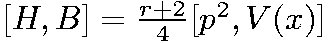 $[H, B] = \frac{r+2}{4}[p^2, V(x)]$